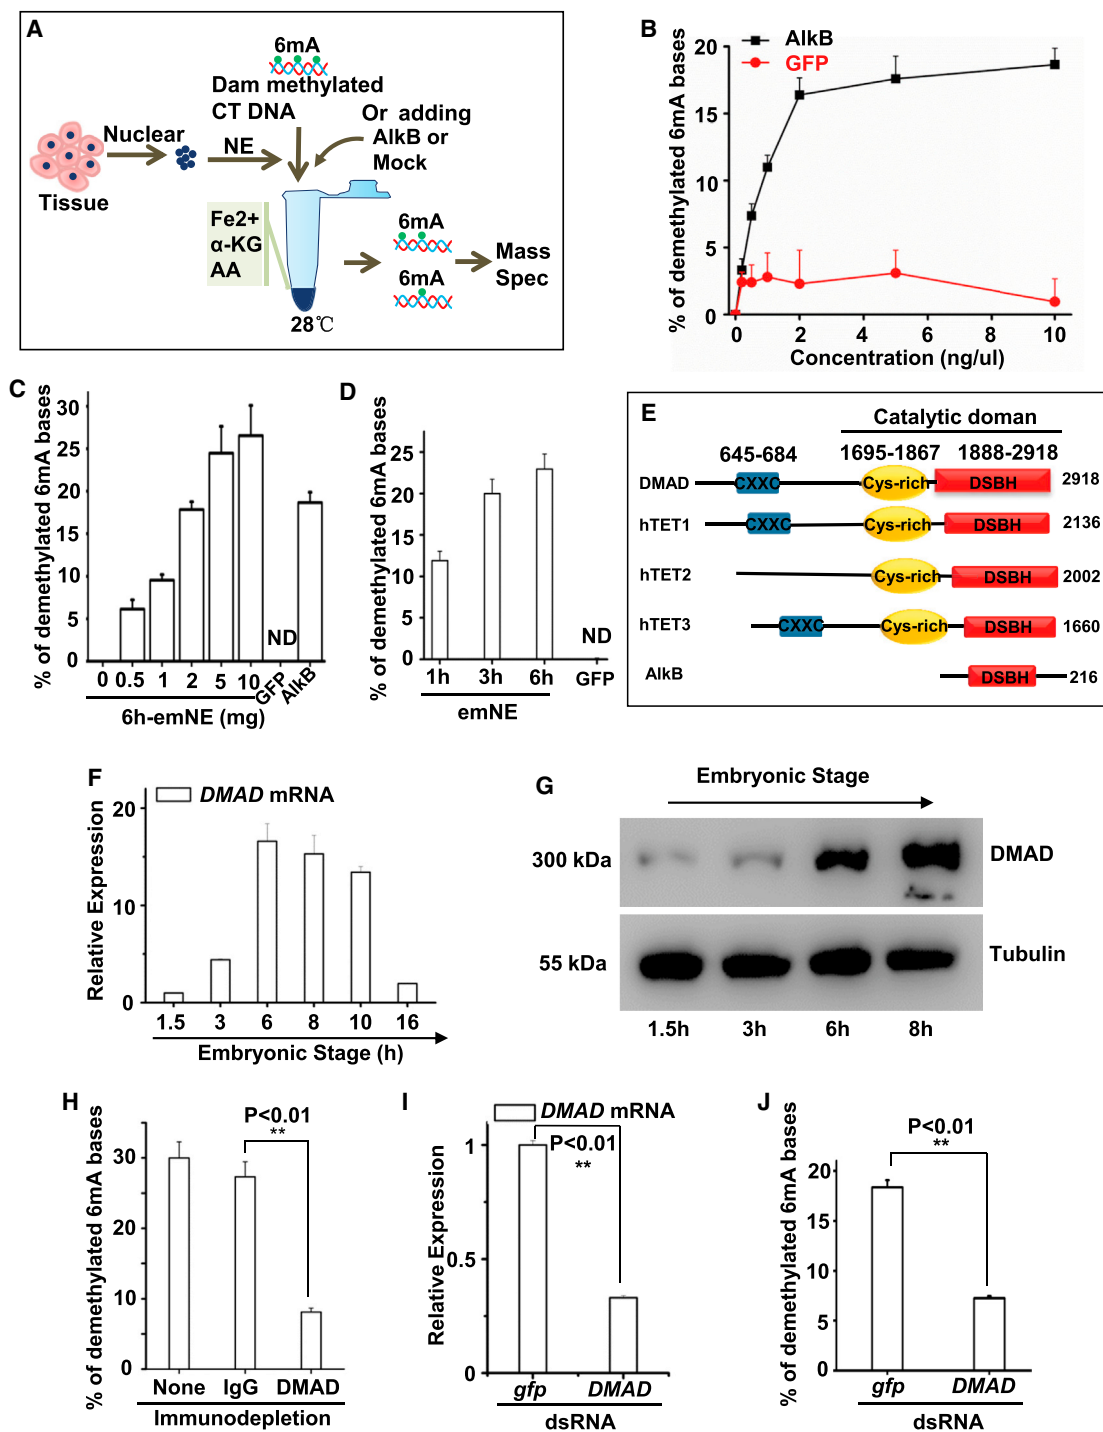 A
6mA
Dam methylated
CT DNA
Or adding
AlkB or
Mock
Nuclear
NE
Tissue
Fe2+
α-KG
AA
28℃
6mA
6mA
Mass
Spec
B
AlkB
GFP
% of demethylated 6mA bases
20
15
10
5
0
0 2 4 6 8 10
Concentration (ng/ul)
C
% of demethylated 6mA bases
30
25
20
15
10
5
0
0 0.5 1 2 5 10 GFP AlkB
ND
6h-emNE (mg)
D
% of demethylated 6mA bases
25
20
15
10
5
0
ND
1h 3h 6h GFP
emNE
E
Catalytic domain
645-684 1695-1867 1888-2918
DMAD CXXC Cys-rich DSBH 2918
hTET1 CXXC Cys-rich DSBH 2136
hTET2 Cys-rich DSBH 2002
hTET3 CXXC Cys-rich DSBH 1660
AlkB DSBH 216
F
DMAD mRNA
Relative Expression
20
10
0
1.5 3 6 8 10 16
Embryonic Stage (h)
G
Embryonic Stage
300 kDa DMAD
55 kDa Tubulin
1.5h 3h 6h 8h
H
% of demethylated 6mA bases
P<0.01
**
30
20
10
0
None IgG DMAD
Immunodepletion
I
DMAD mRNA
Relative Expression
P<0.01
**
1
0.5
0
gfp DMAD
dsRNA
J
% of demethylated 6mA bases
P<0.01
**
20
15
10
5
0
gfp DMAD
dsRNA